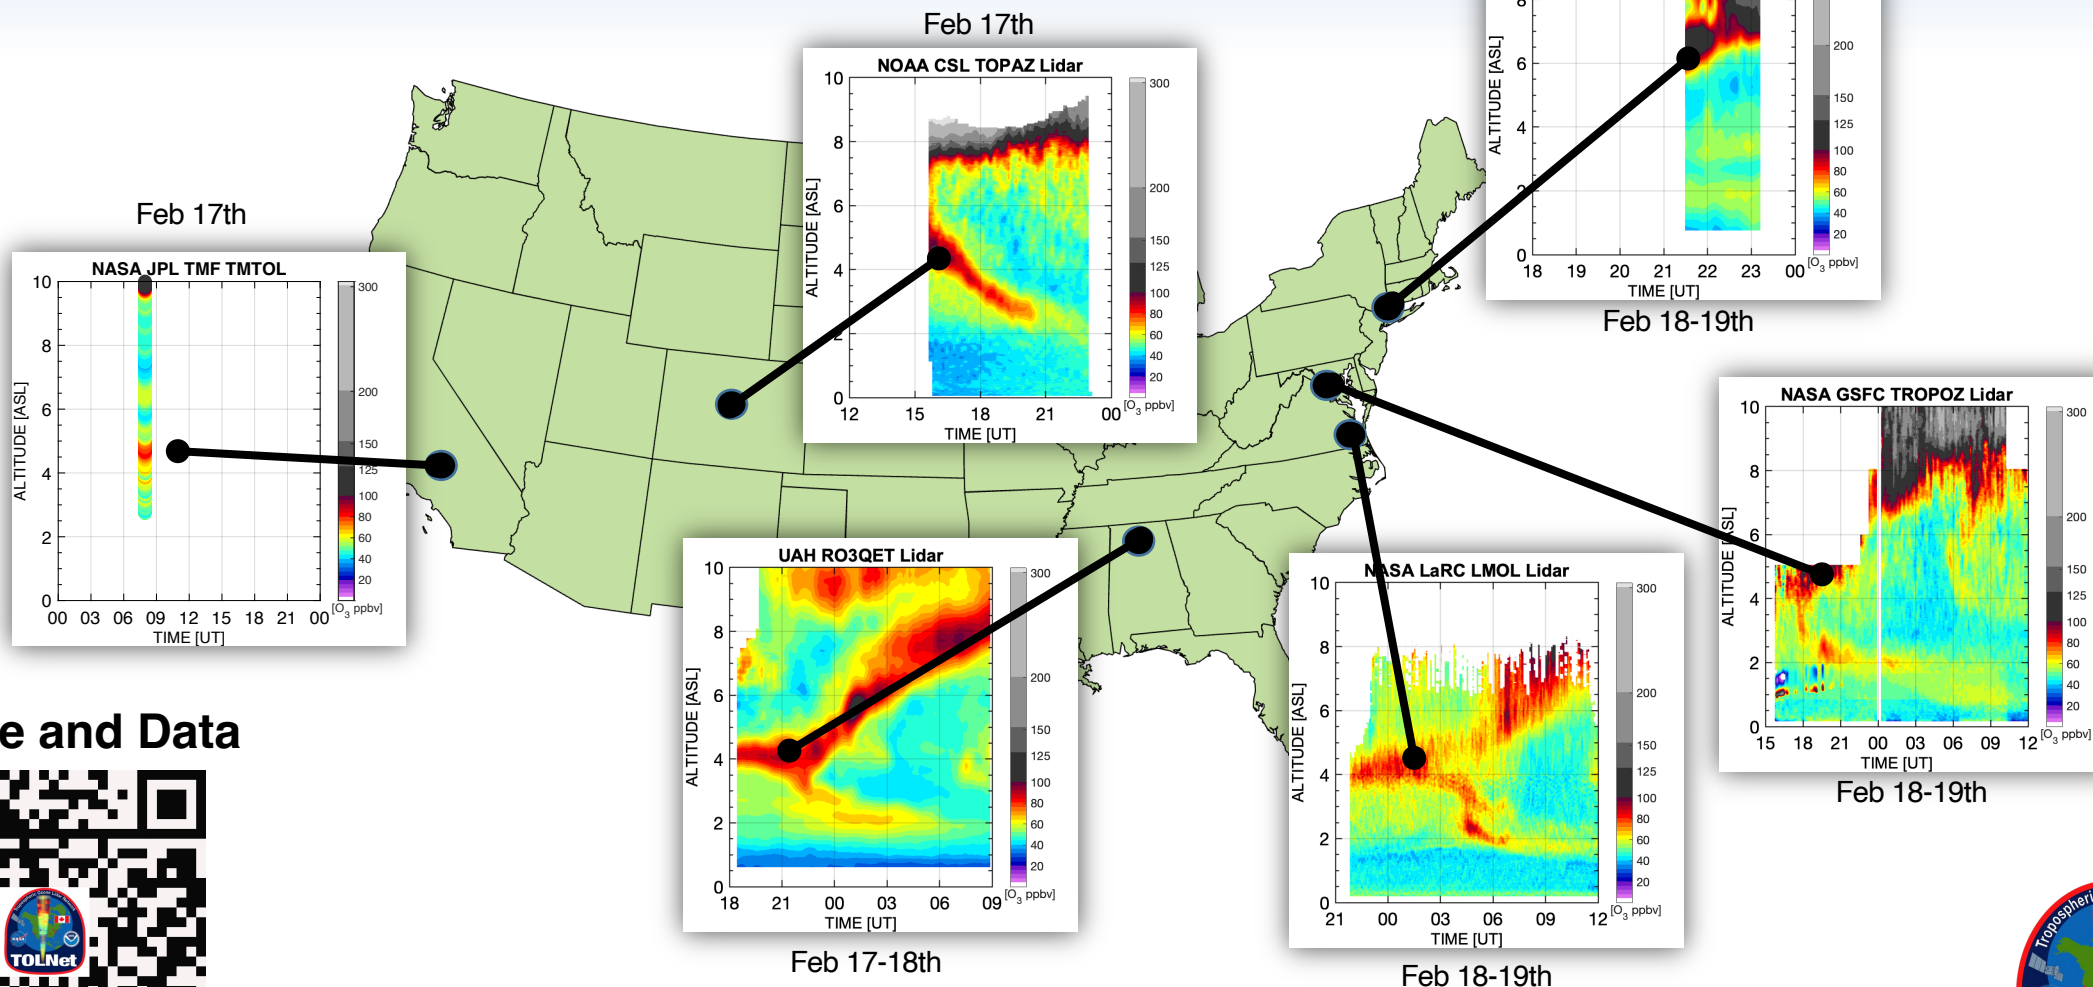 Feb 17th
NOAA CSL TOPAZ Lidar
ALTITUDE [ASL]
10
8
6
4
2
0
12 15 18 21 00
TIME [UT]
300
200
150
125
100
80
60
40
20
[O3 ppbv]
8
6
4
2
0
ALTITUDE [ASL]
18 19 20 21 22 23 00
TIME [UT]
200
150
125
100
80
60
40
20
[O3 ppbv]
Feb 18-19th
Feb 17th
NASA JPL TMF TMTOL
ALTITUDE [ASL]
10
8
6
4
2
0
00 03 06 09 12 15 18 21 00
TIME [UT]
300
200
150
125
100
80
60
40
20
[O3 ppbv]
NASA GSFC TROPOZ Lidar
ALTITUDE [ASL]
10
8
6
4
2
0
15 18 21 00 03 06 09 12
TIME [UT]
300
200
150
125
100
80
60
40
20
[O3 ppbv]
Feb 18-19th
UAH RO3QET Lidar
ALTITUDE [ASL]
10
8
6
4
2
0
18 21 00 03 06 09
TIME [UT]
300
200
150
125
100
80
60
40
20
[O3 ppbv]
Feb 17-18th
NASA LaRC LMOL Lidar
ALTITUDE [ASL]
10
8
6
4
2
0
21 00 03 06 09 12
TIME [UT]
300
200
150
125
100
80
60
40
20
[O3 ppbv]
Feb 18-19th
e and Data
TOLNet
Tropospheri